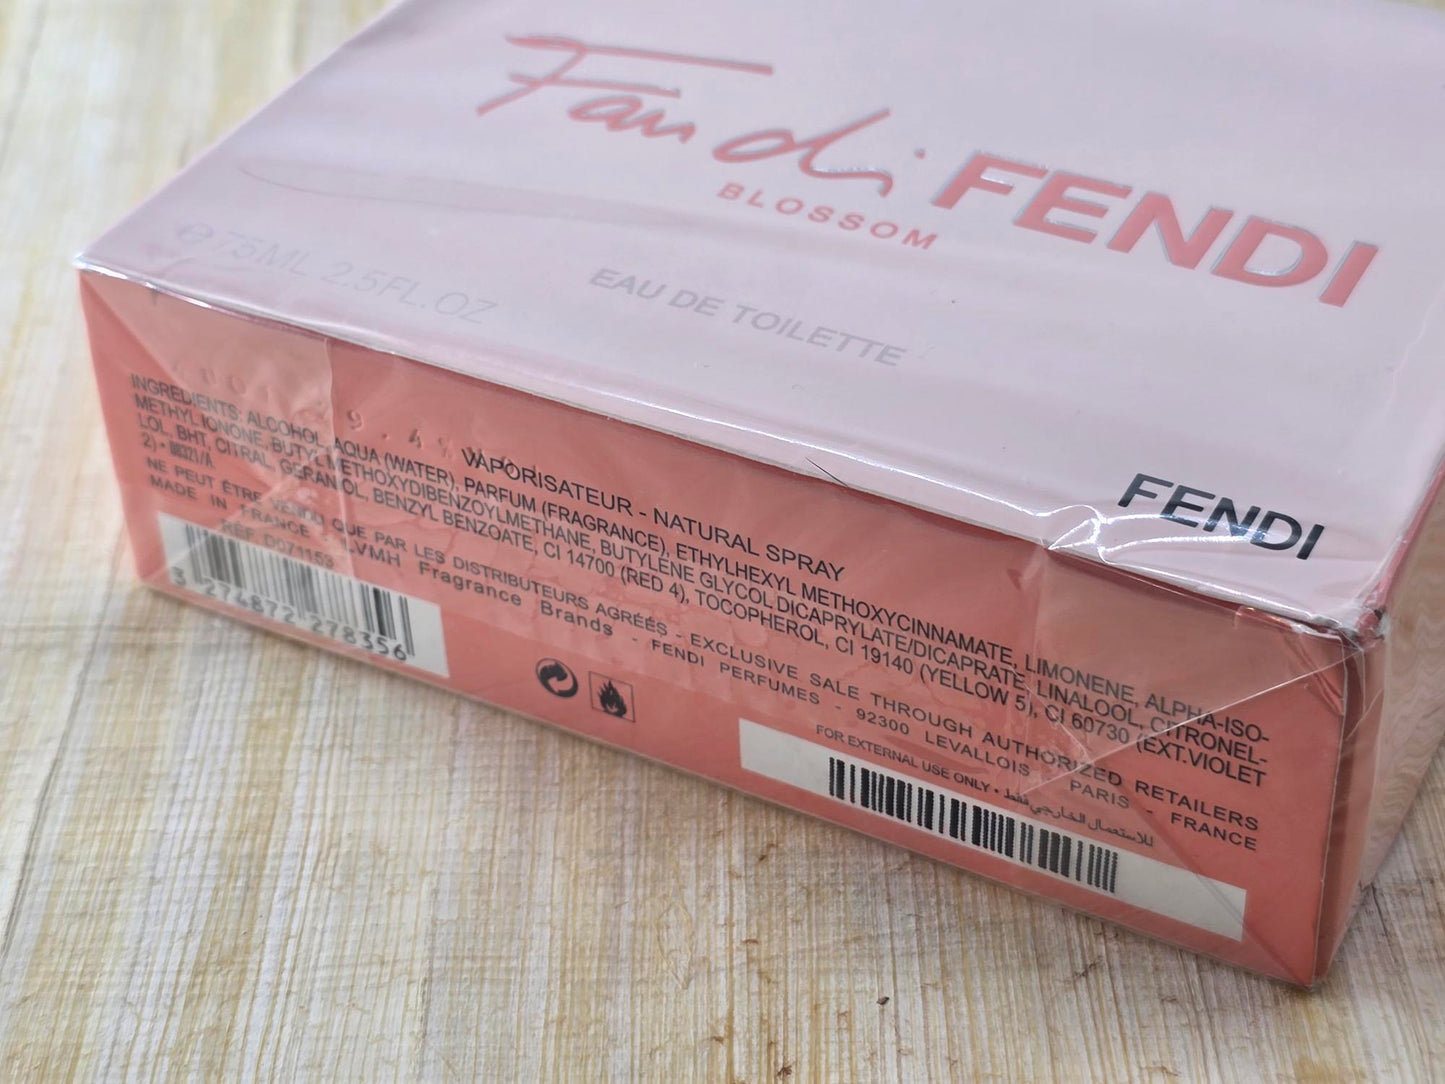 Fan di FENDI
BLOSSOM
℮ 75ML 2.5FL.OZ
EAU DE TOILETTE
FENDI
VAPORISATEUR - NATURAL SPRAY
INGREDIENTS: ALCOHOL, AQUA (WATER), PARFUM (FRAGRANCE), ETHYLHEXYL METHOXYCINNAMATE, LIMONENE, ALPHA-ISO-
METHYL IONONE, BUTYL METHOXYDIBENZOYLMETHANE, BUTYLENE GLYCOL DICAPRYLATE/DICAPRATE, LINALOOL, CITRONEL-
LOL, BHT, CITRAL, GERANIOL, BENZYL BENZOATE, CI 14700 (RED 4), TOCOPHEROL, CI 19140 (YELLOW 5), CI 60730 (EXT.VIOLET
2) • 08321/A
NE PEUT ÊTRE VENDU QUE PAR LES DISTRIBUTEURS AGRÉÉS - EXCLUSIVE SALE THROUGH AUTHORIZED RETAILERS
MADE IN FRANCE - LVMH Fragrance Brands - FENDI PERFUMES - 92300 LEVALLOIS PARIS - FRANCE
RÉF. D071159
3 274872 278356
FOR EXTERNAL USE ONLY • للاستعمال الخارجي فقط